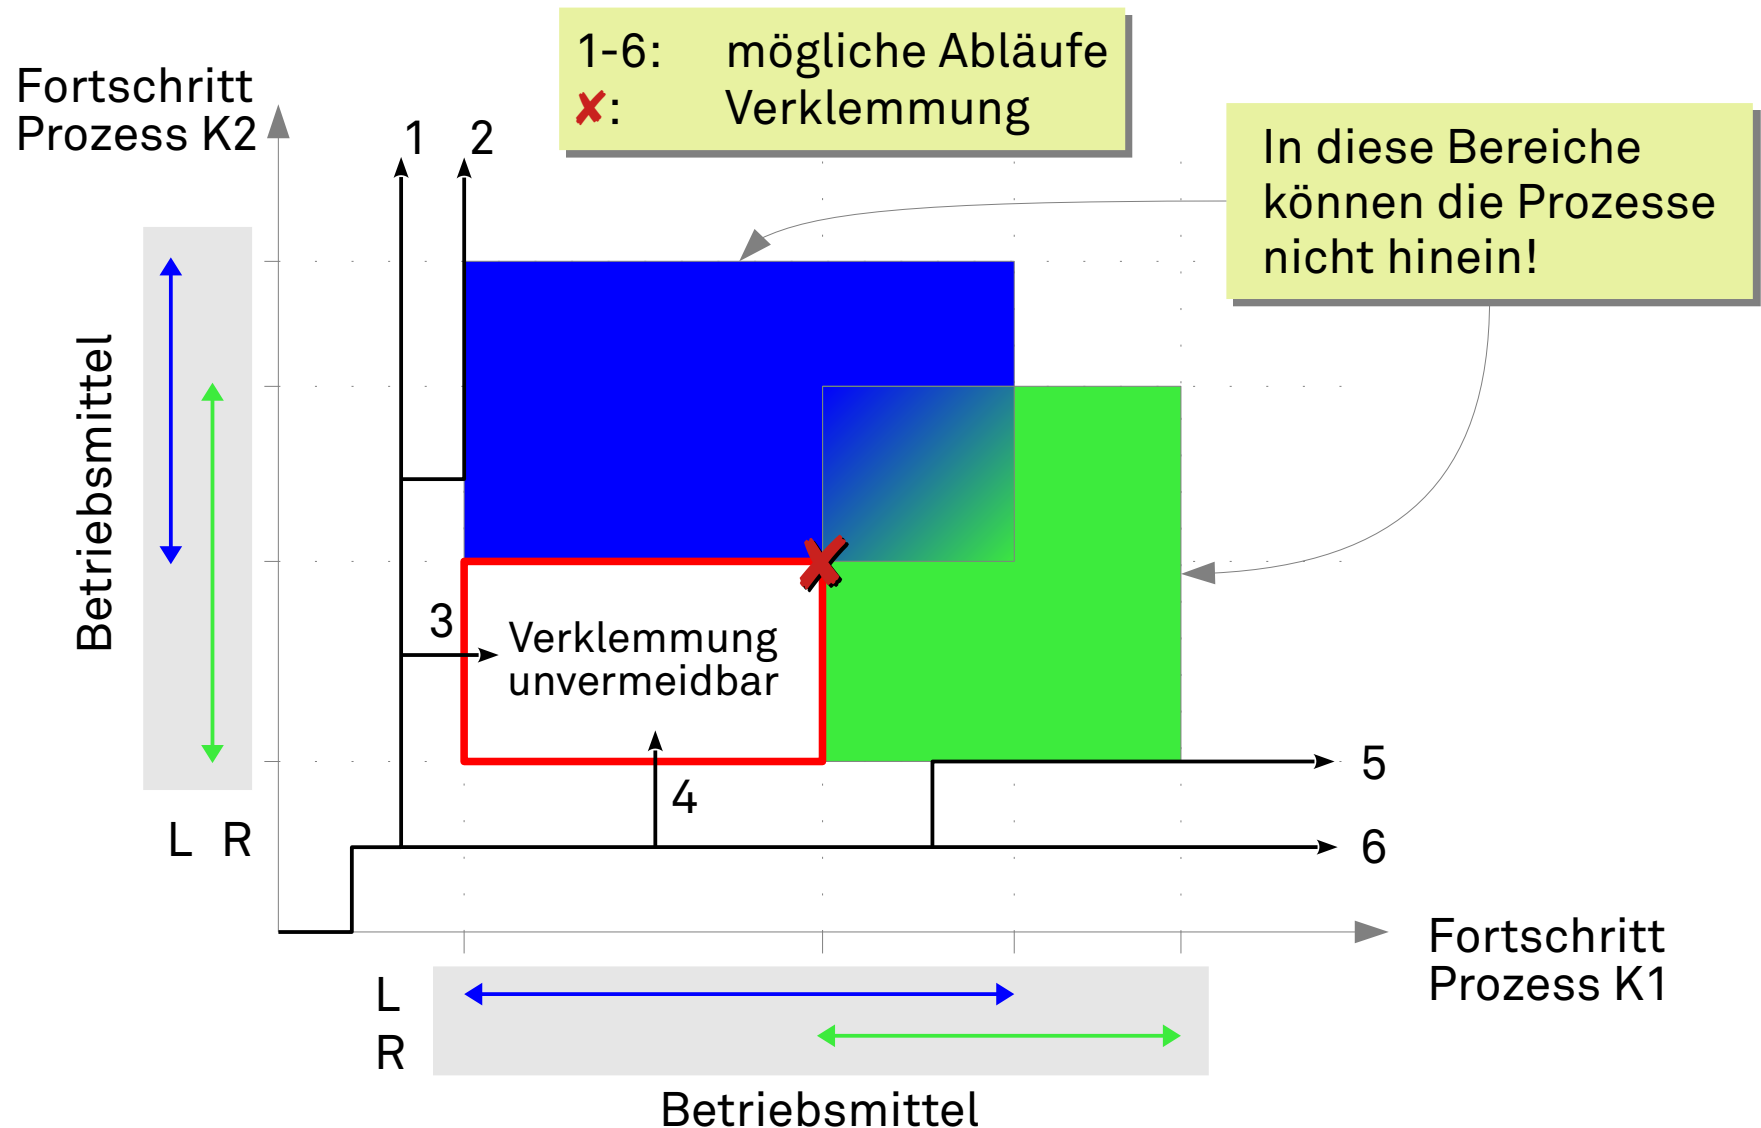 1-6: mögliche Abläufe
✘: Verklemmung
Fortschritt
Prozess K2
1 2
In diese Bereiche
können die Prozesse
nicht hinein!
Betriebsmittel
3
Verklemmung
unvermeidbar
4
5
L R
6
Fortschritt
Prozess K1
L
R
Betriebsmittel